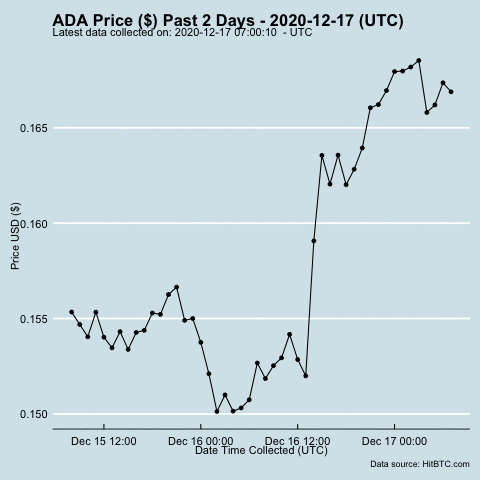 ADA Price ($) Past 2 Days - 2020-12-17 (UTC)
Latest data collected on: 2020-12-17 07:00:10  - UTC
0.165
0.160
0.155
0.150
Price USD ($)
Dec 15 12:00 Dec 16 00:00 Dec 16 12:00 Dec 17 00:00
Date Time Collected (UTC)
Data source: HitBTC.com